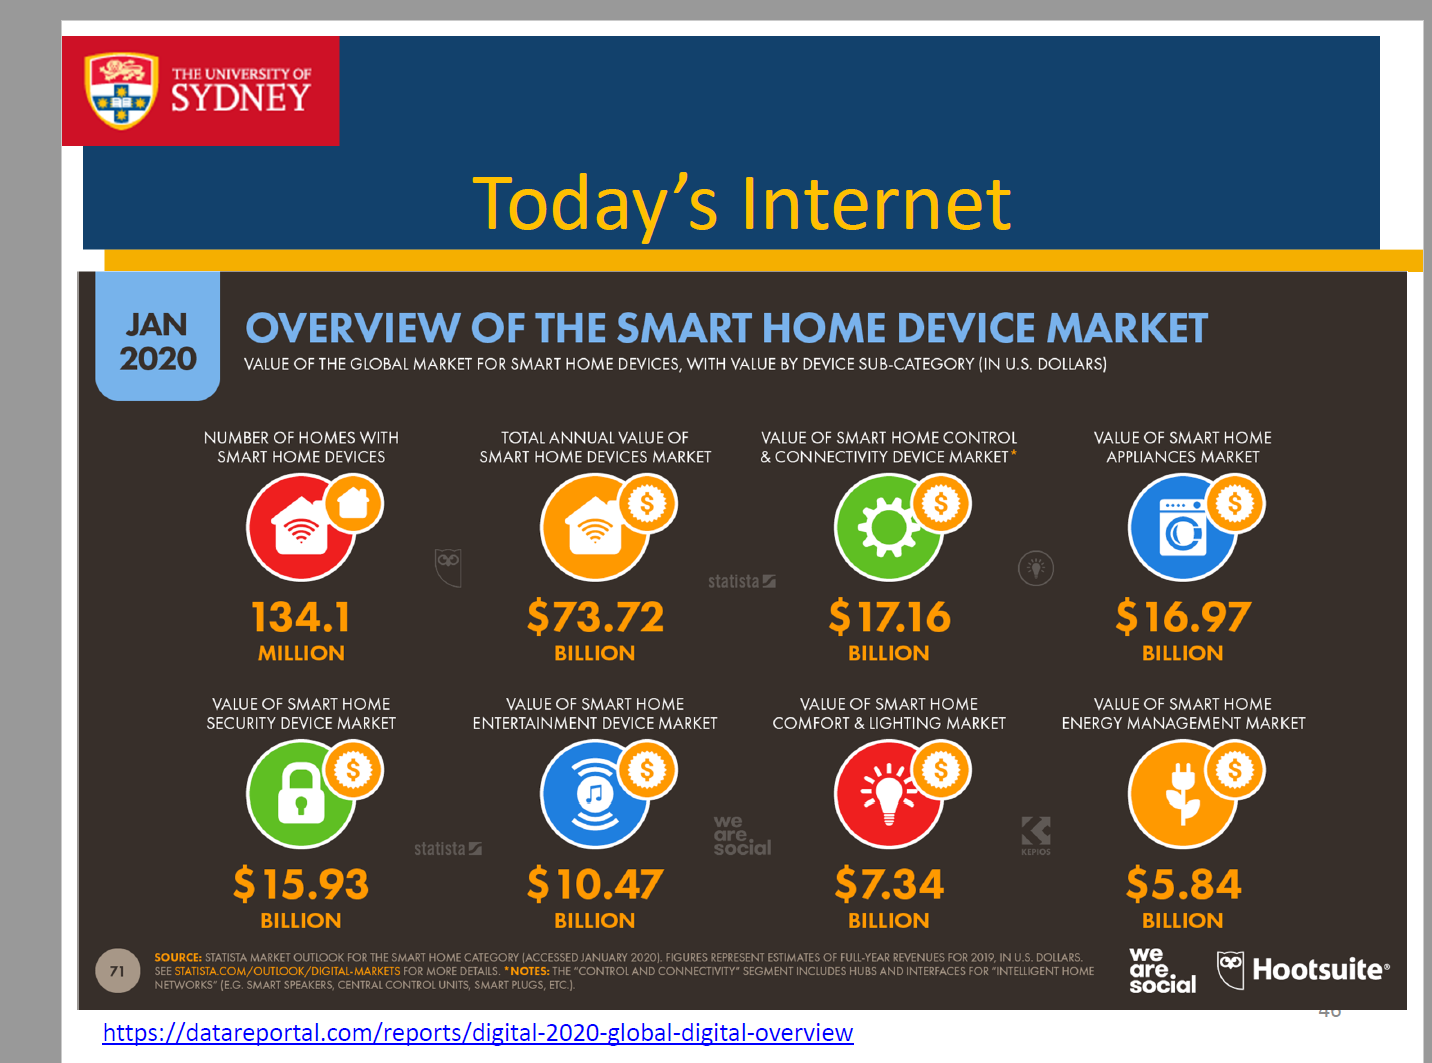 THE UNIVERSITY OF
SYDNEY
Today’s Internet
JAN
2020
OVERVIEW OF THE SMART HOME DEVICE MARKET
VALUE OF THE GLOBAL MARKET FOR SMART HOME DEVICES, WITH VALUE BY DEVICE SUB-CATEGORY (IN U.S. DOLLARS)
NUMBER OF HOMES WITH
SMART HOME DEVICES
134.1
MILLION
TOTAL ANNUAL VALUE OF
SMART HOME DEVICES MARKET
$73.72
BILLION
VALUE OF SMART HOME CONTROL
& CONNECTIVITY DEVICE MARKET*
$17.16
BILLION
VALUE OF SMART HOME
APPLIANCES MARKET
$16.97
BILLION
statista
VALUE OF SMART HOME
SECURITY DEVICE MARKET
$15.93
BILLION
VALUE OF SMART HOME
ENTERTAINMENT DEVICE MARKET
$10.47
BILLION
VALUE OF SMART HOME
COMFORT & LIGHTING MARKET
$7.34
BILLION
VALUE OF SMART HOME
ENERGY MANAGEMENT MARKET
$5.84
BILLION
statista
we
are
social
KEPIOS
71
SOURCE: STATISTA MARKET OUTLOOK FOR THE SMART HOME CATEGORY (ACCESSED JANUARY 2020). FIGURES REPRESENT ESTIMATES OF FULL-YEAR REVENUES FOR 2019, IN U.S. DOLLARS.
SEE STATISTA.COM/OUTLOOK/DIGITAL-MARKETS FOR MORE DETAILS. *NOTES: THE “CONTROL AND CONNECTIVITY” SEGMENT INCLUDES HUBS AND INTERFACES FOR “INTELLIGENT HOME
NETWORKS” (E.G. SMART SPEAKERS, CENTRAL CONTROL UNITS, SMART PLUGS, ETC.).
we
are
social
Hootsuite®
46
https://datareportal.com/reports/digital-2020-global-digital-overview